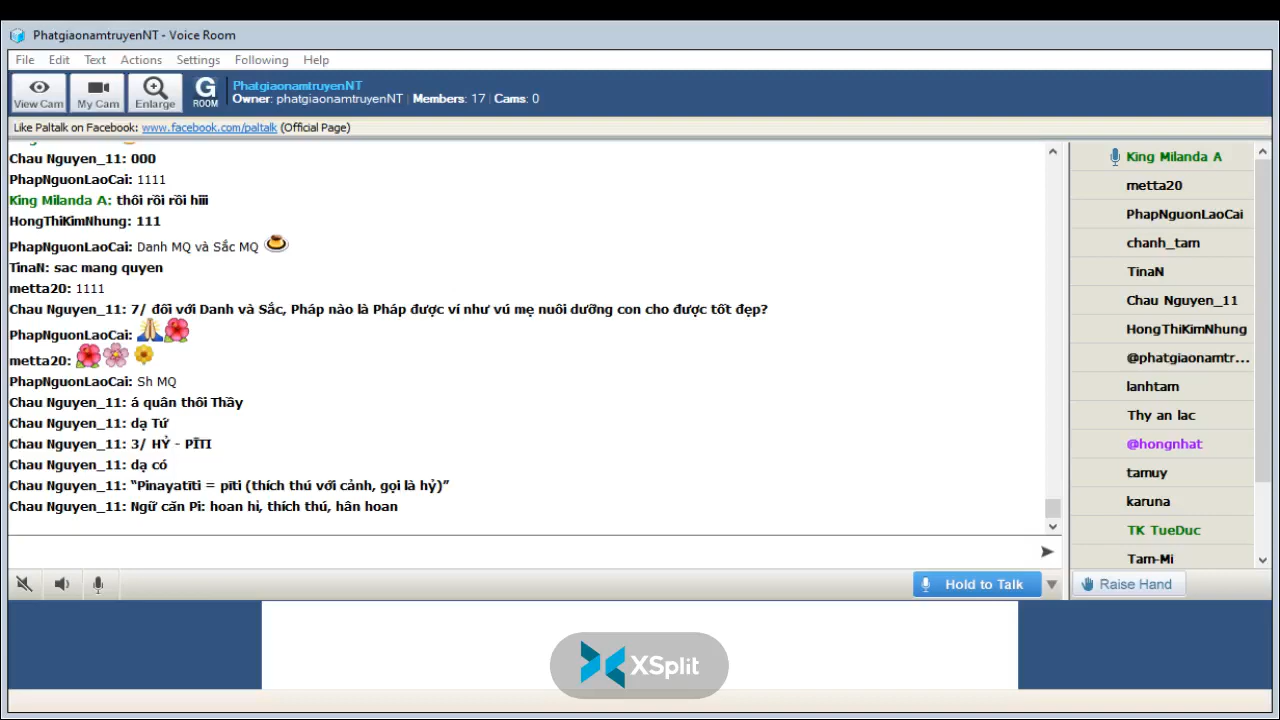 PhatgiaonamtruyenNT - Voice Room
File Edit Text Actions Settings Following Help
View Cam My Cam Enlarge G ROOM
PhatgiaonamtruyenNT
Owner: phatgiaonamtruyenNT | Members: 17 | Cams: 0
Like Paltalk on Facebook: www.facebook.com/paltalk (Official Page)
Chau Nguyen_11: 000
PhapNguonLaoCai: 1111
King Milanda A: thôi rồi rồi hiii
HongThiKimNhung: 111
PhapNguonLaoCai: Danh MQ và Sắc MQ
TinaN: sac mang quyen
metta20: 1111
Chau Nguyen_11: 7/ đối với Danh và Sắc, Pháp nào là Pháp được ví như vú mẹ nuôi dưỡng con cho được tốt đẹp?
PhapNguonLaoCai:
metta20:
PhapNguonLaoCai: Sh MQ
Chau Nguyen_11: á quân thôi Thầy
Chau Nguyen_11: dạ Tứ
Chau Nguyen_11: 3/ HỶ - PĪTI
Chau Nguyen_11: dạ có
Chau Nguyen_11: “Pinayatīti = pīti (thích thú với cảnh, gọi là hỷ)”
Chau Nguyen_11: Ngữ căn Pi: hoan hỉ, thích thú, hân hoan
King Milanda A
metta20
PhapNguonLaoCai
chanh_tam
TinaN
Chau Nguyen_11
HongThiKimNhung
@phatgiaonamtr...
lanhtam
Thy an lac
@hongnhat
tamuy
karuna
TK TueDuc
Tam-Mi
Hold to Talk
Raise Hand
XSplit